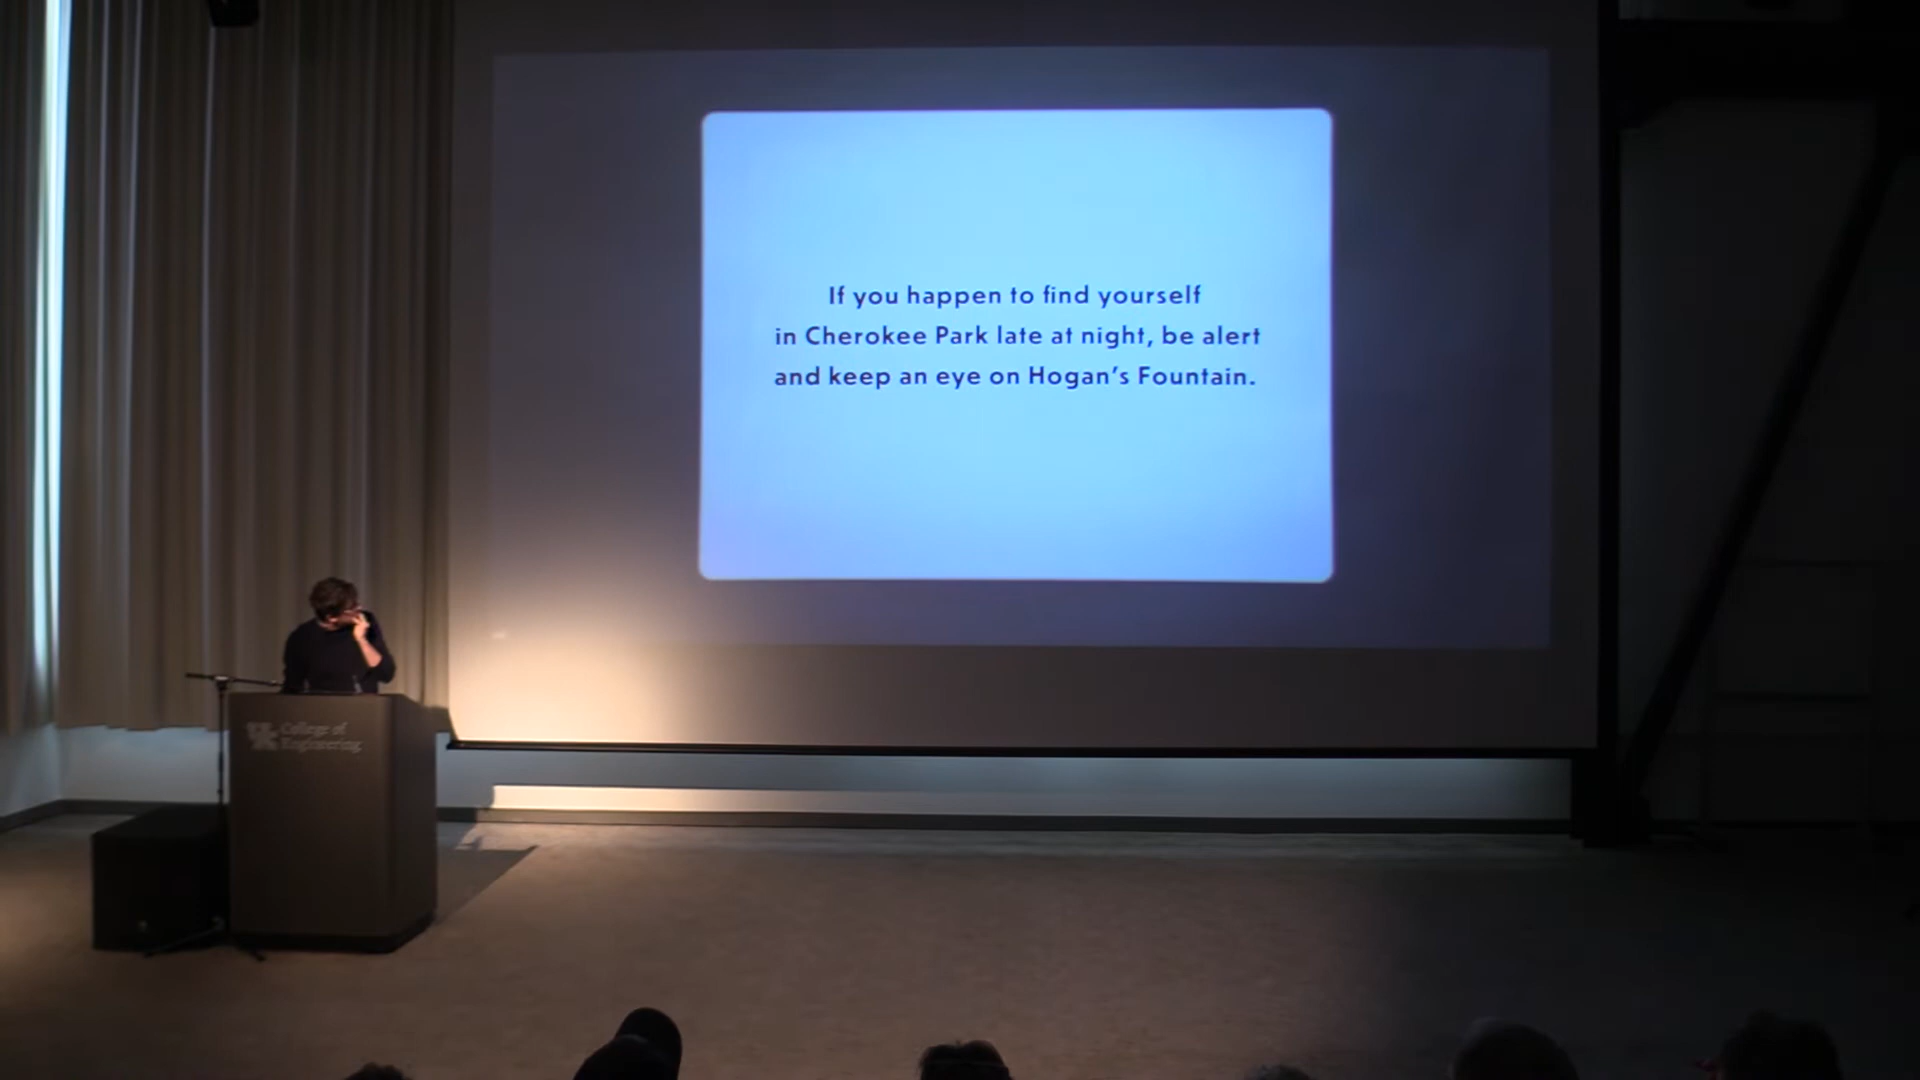 If you happen to find yourself
in Cherokee Park late at night, be alert
and keep an eye on Hogan’s Fountain.
UK College of
Engineering